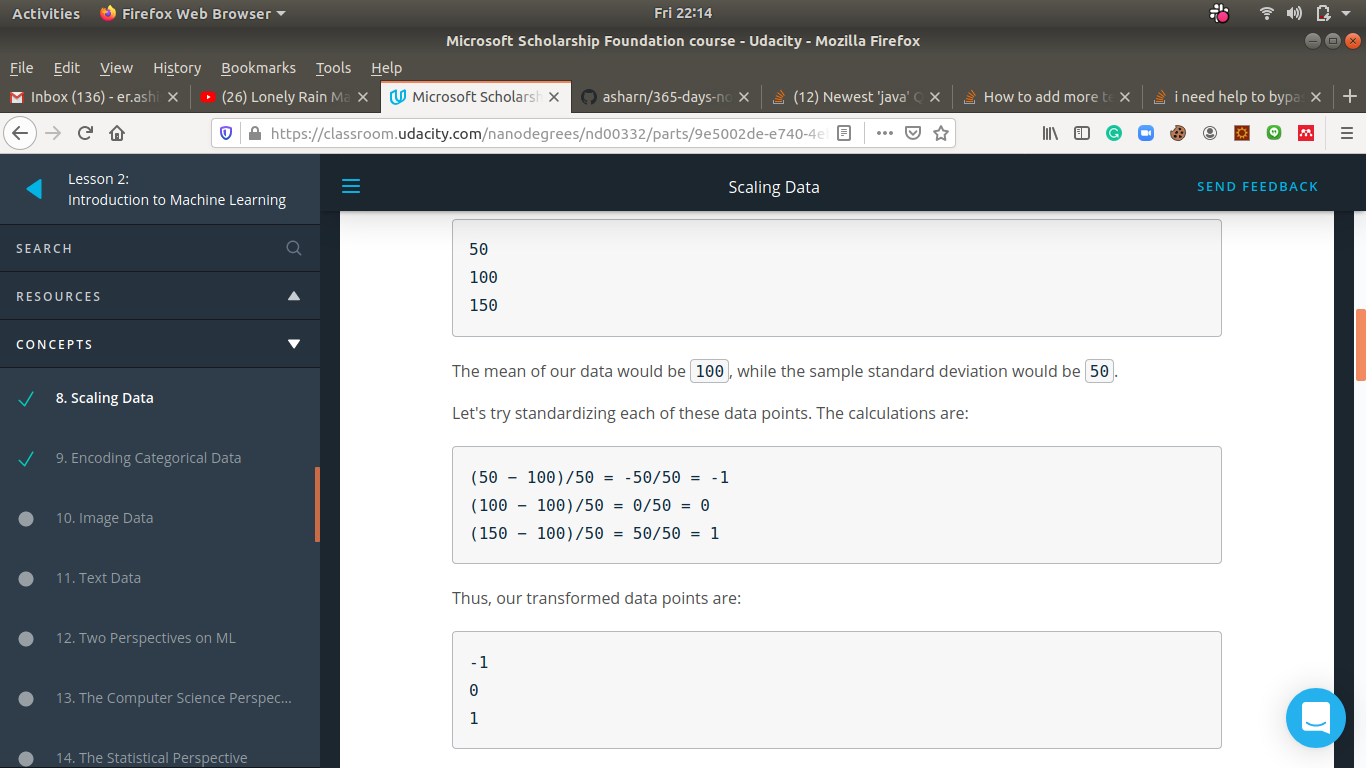 Activities Firefox Web Browser Fri 22:14
Microsoft Scholarship Foundation course - Udacity - Mozilla Firefox
File Edit View History Bookmarks Tools Help
Inbox (136) - er.ashi (26) Lonely Rain Ma Microsoft Scholarsh asharn/365-days-no (12) Newest 'java' Q How to add more te i need help to bypas
https://classroom.udacity.com/nanodegrees/nd00332/parts/9e5002de-e740-4e
Lesson 2:
Introduction to Machine Learning
Scaling Data
SEND FEEDBACK
SEARCH
RESOURCES
CONCEPTS
8. Scaling Data
9. Encoding Categorical Data
10. Image Data
11. Text Data
12. Two Perspectives on ML
13. The Computer Science Perspec...
14. The Statistical Perspective
50
100
150
The mean of our data would be 100, while the sample standard deviation would be 50.
Let's try standardizing each of these data points. The calculations are:
(50 − 100)/50 = -50/50 = -1
(100 − 100)/50 = 0/50 = 0
(150 − 100)/50 = 50/50 = 1
Thus, our transformed data points are:
-1
0
1